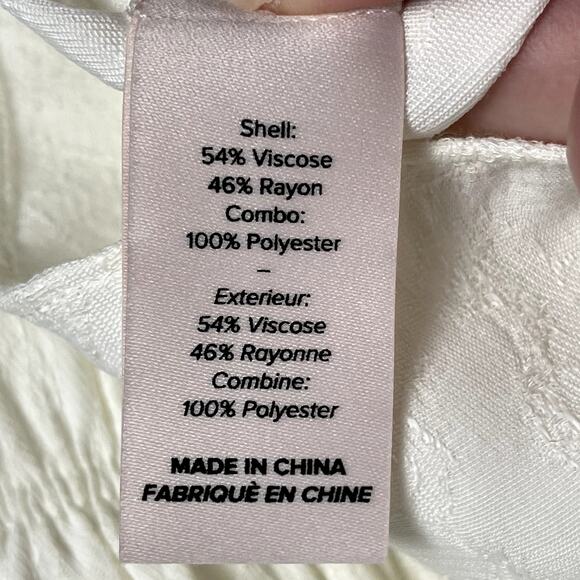 Shell:
54% Viscose
46% Rayon
Combo:
100% Polyester
–
Exterieur:
54% Viscose
46% Rayonne
Combine:
100% Polyester
MADE IN CHINA
FABRIQUÈ EN CHINE